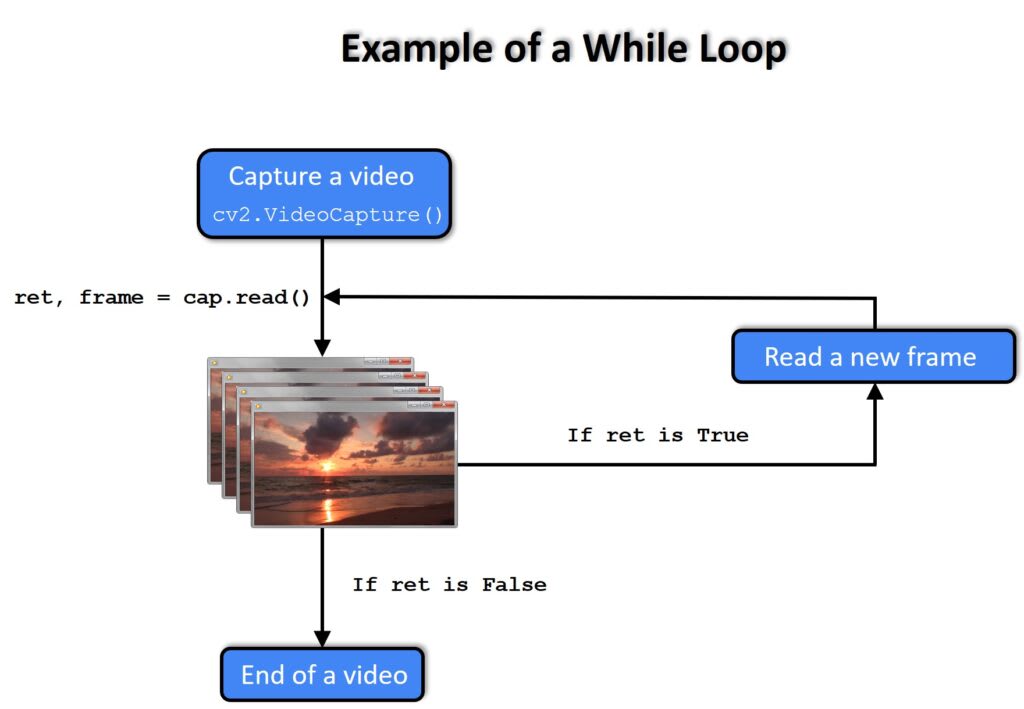 Example of a While Loop
Capture a video
cv2.VideoCapture()
ret, frame = cap.read()
Read a new frame
If ret is True
If ret is False
End of a video